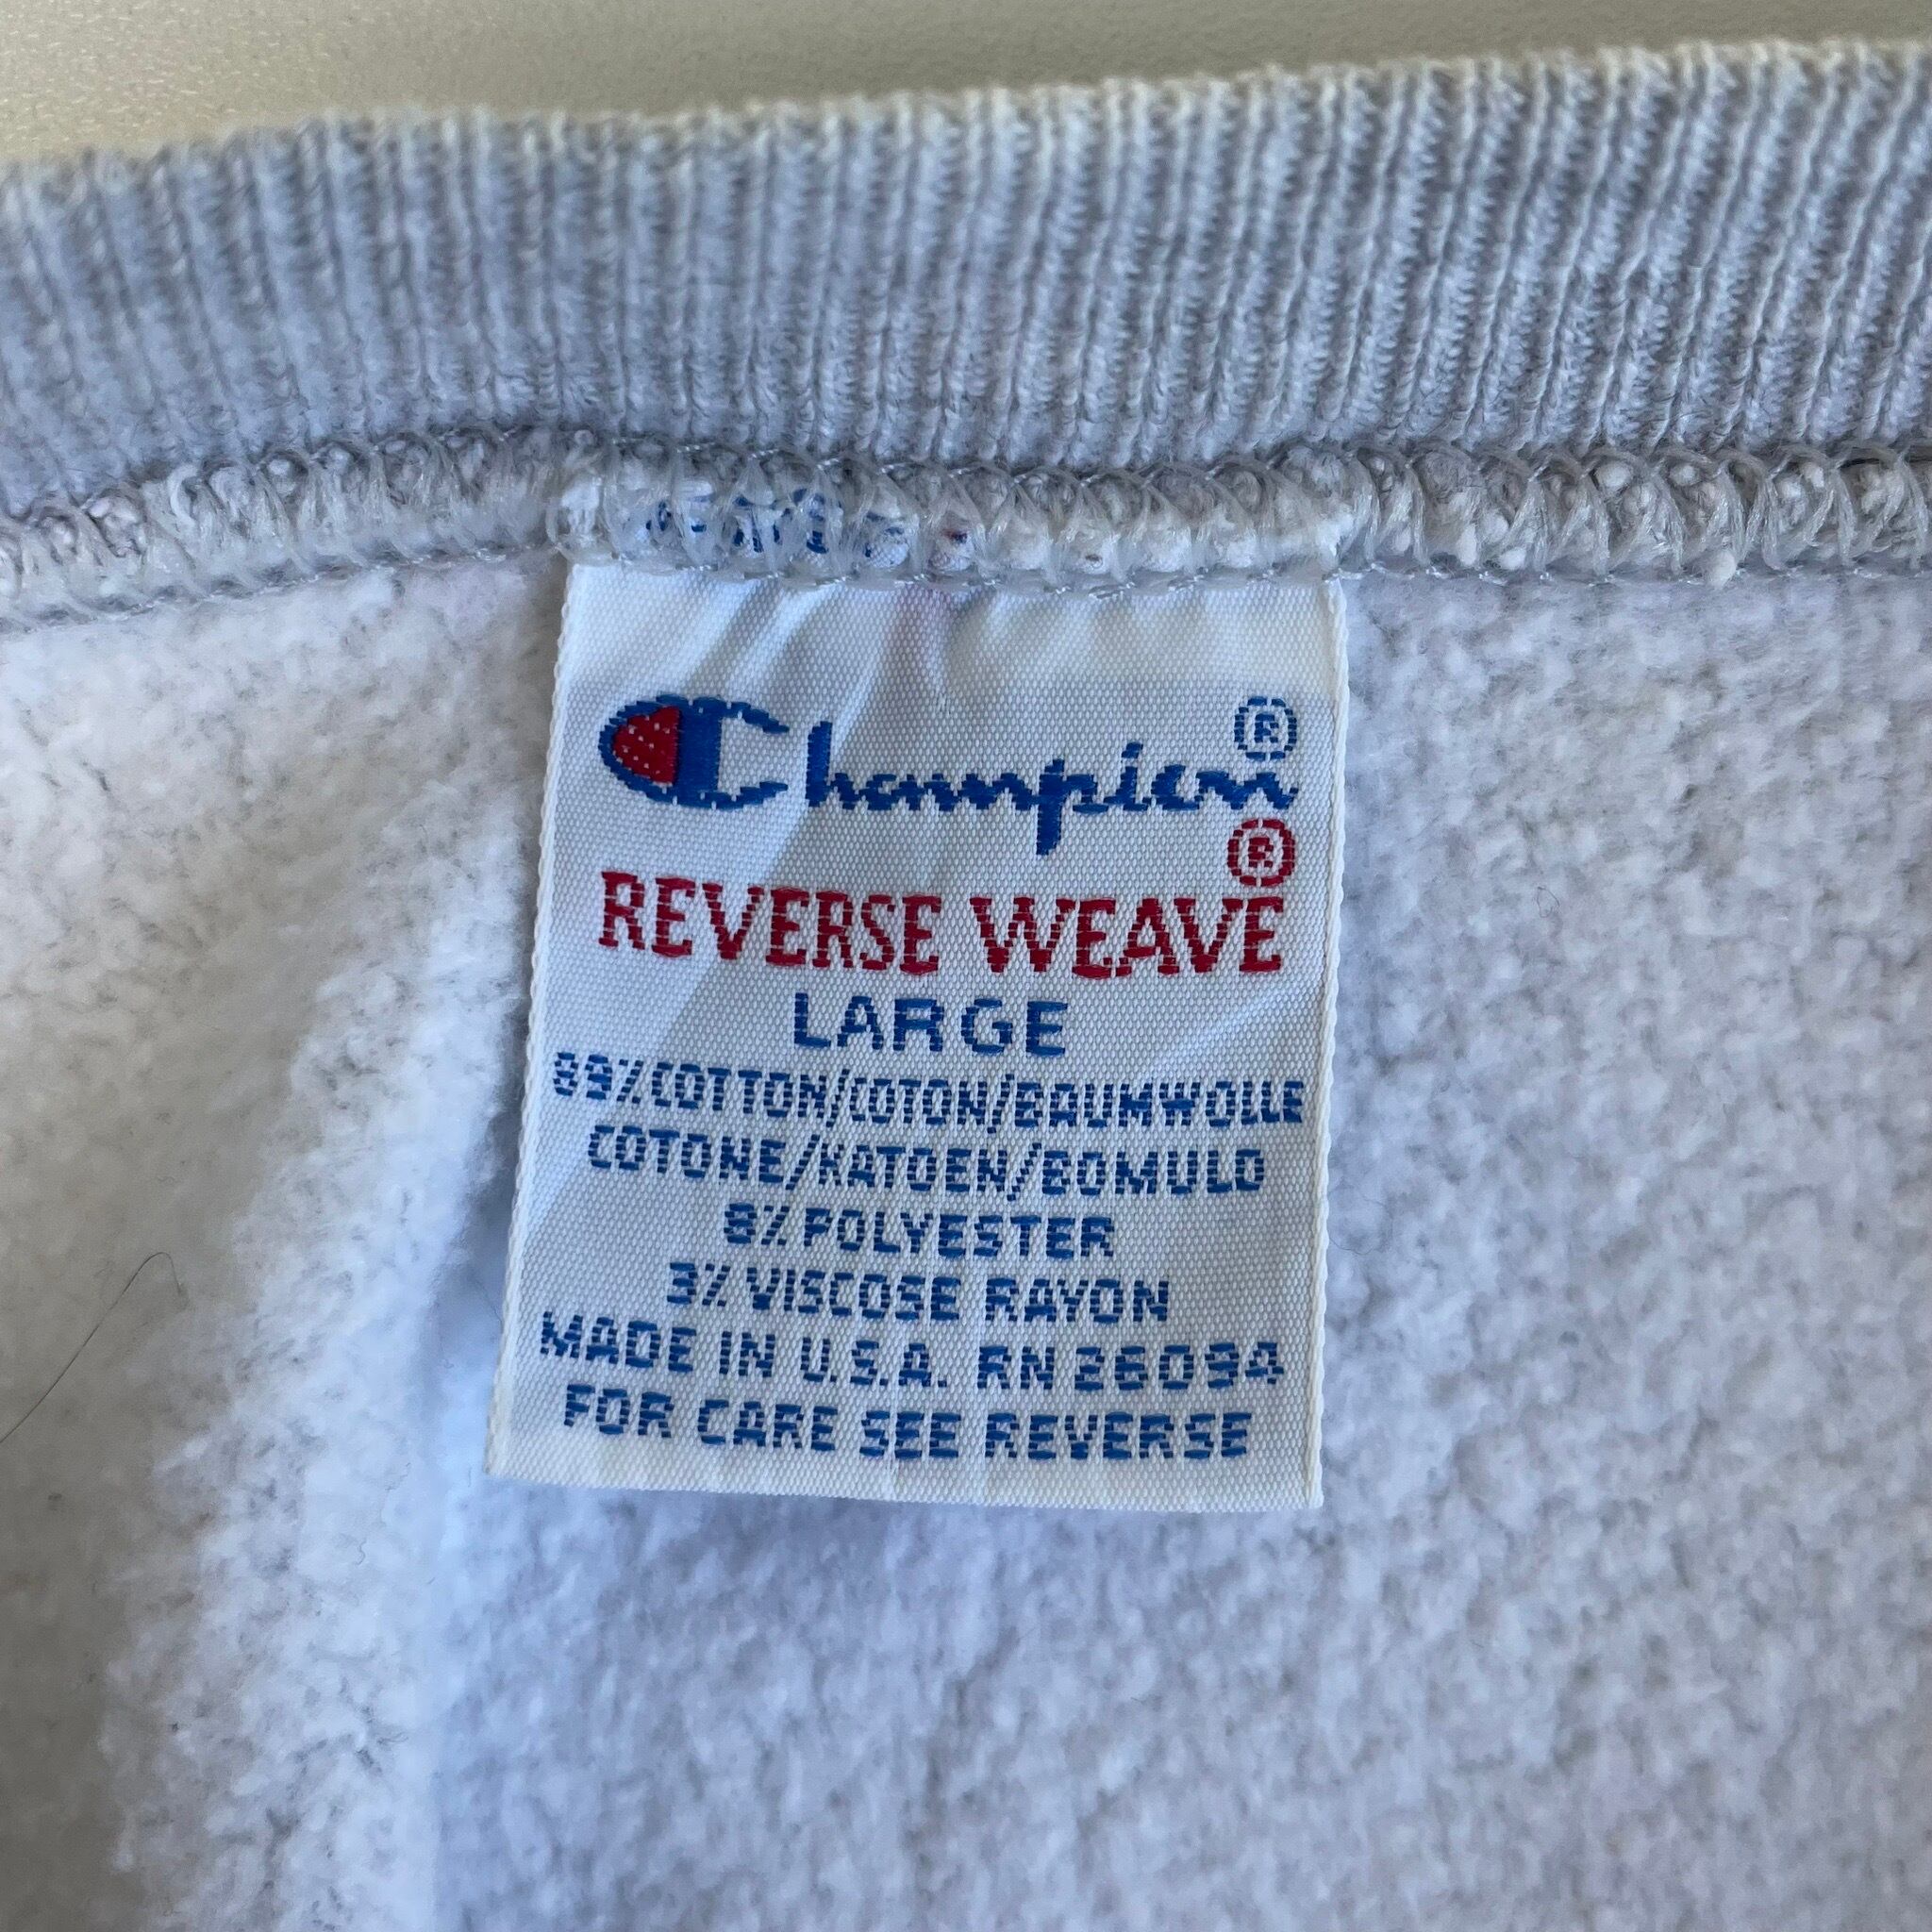 Champion®
REVERSE WEAVE®
LARGE
89% COTTON/COTON/BAUMWOLLE
COTONE/KATOEN/BOMULD
8% POLYESTER
3% VISCOSE RAYON
MADE IN U.S.A. RN 26094
FOR CARE SEE REVERSE